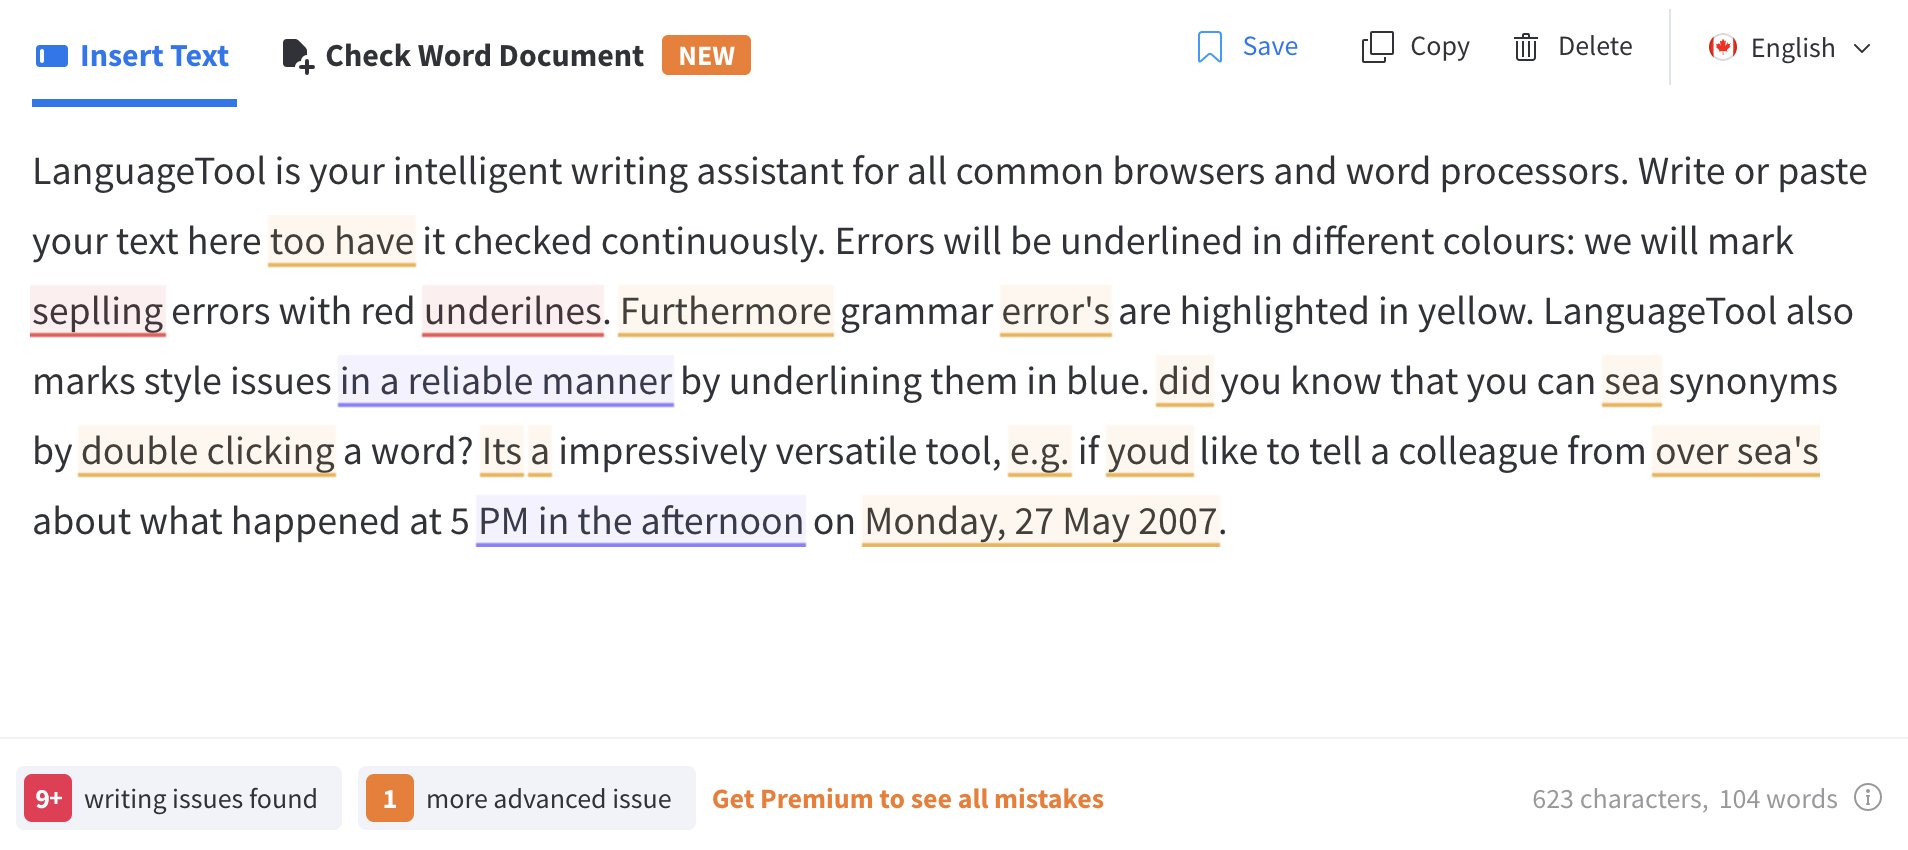 Insert Text Check Word Document NEW Save Copy Delete English
LanguageTool is your intelligent writing assistant for all common browsers and word processors. Write or paste
your text here too have it checked continuously. Errors will be underlined in different colours: we will mark
seplling errors with red underilnes. Furthermore grammar error's are highlighted in yellow. LanguageTool also
marks style issues in a reliable manner by underlining them in blue. did you know that you can sea synonyms
by double clicking a word? Its a impressively versatile tool, e.g. if youd like to tell a colleague from over sea's
about what happened at 5 PM in the afternoon on Monday, 27 May 2007.
9+ writing issues found 1 more advanced issue Get Premium to see all mistakes 623 characters, 104 words